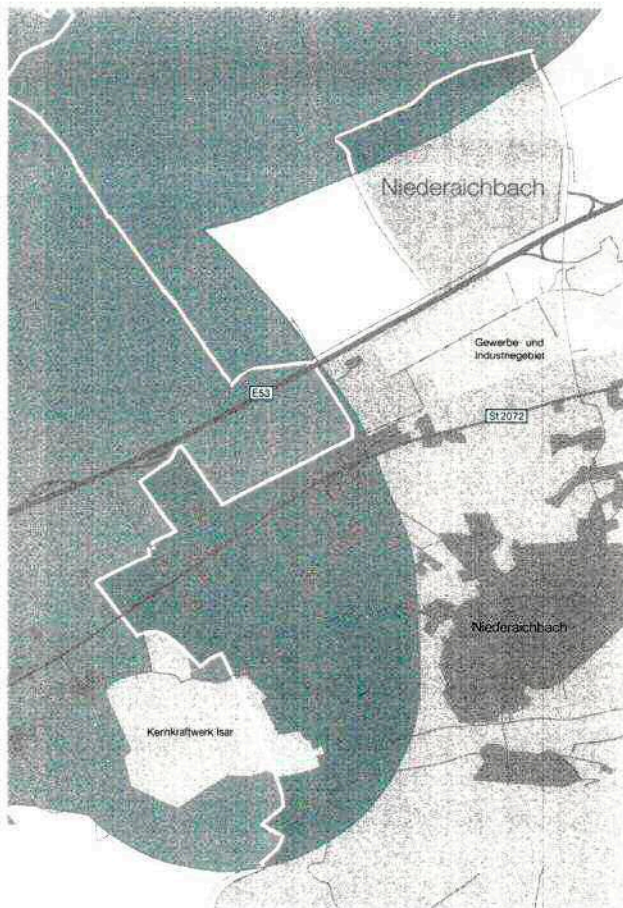 Niederaichbach
Gewerbe- und
Industriegebiet
E53
St 2072
Niederaichbach
Kernkraftwerk Isar